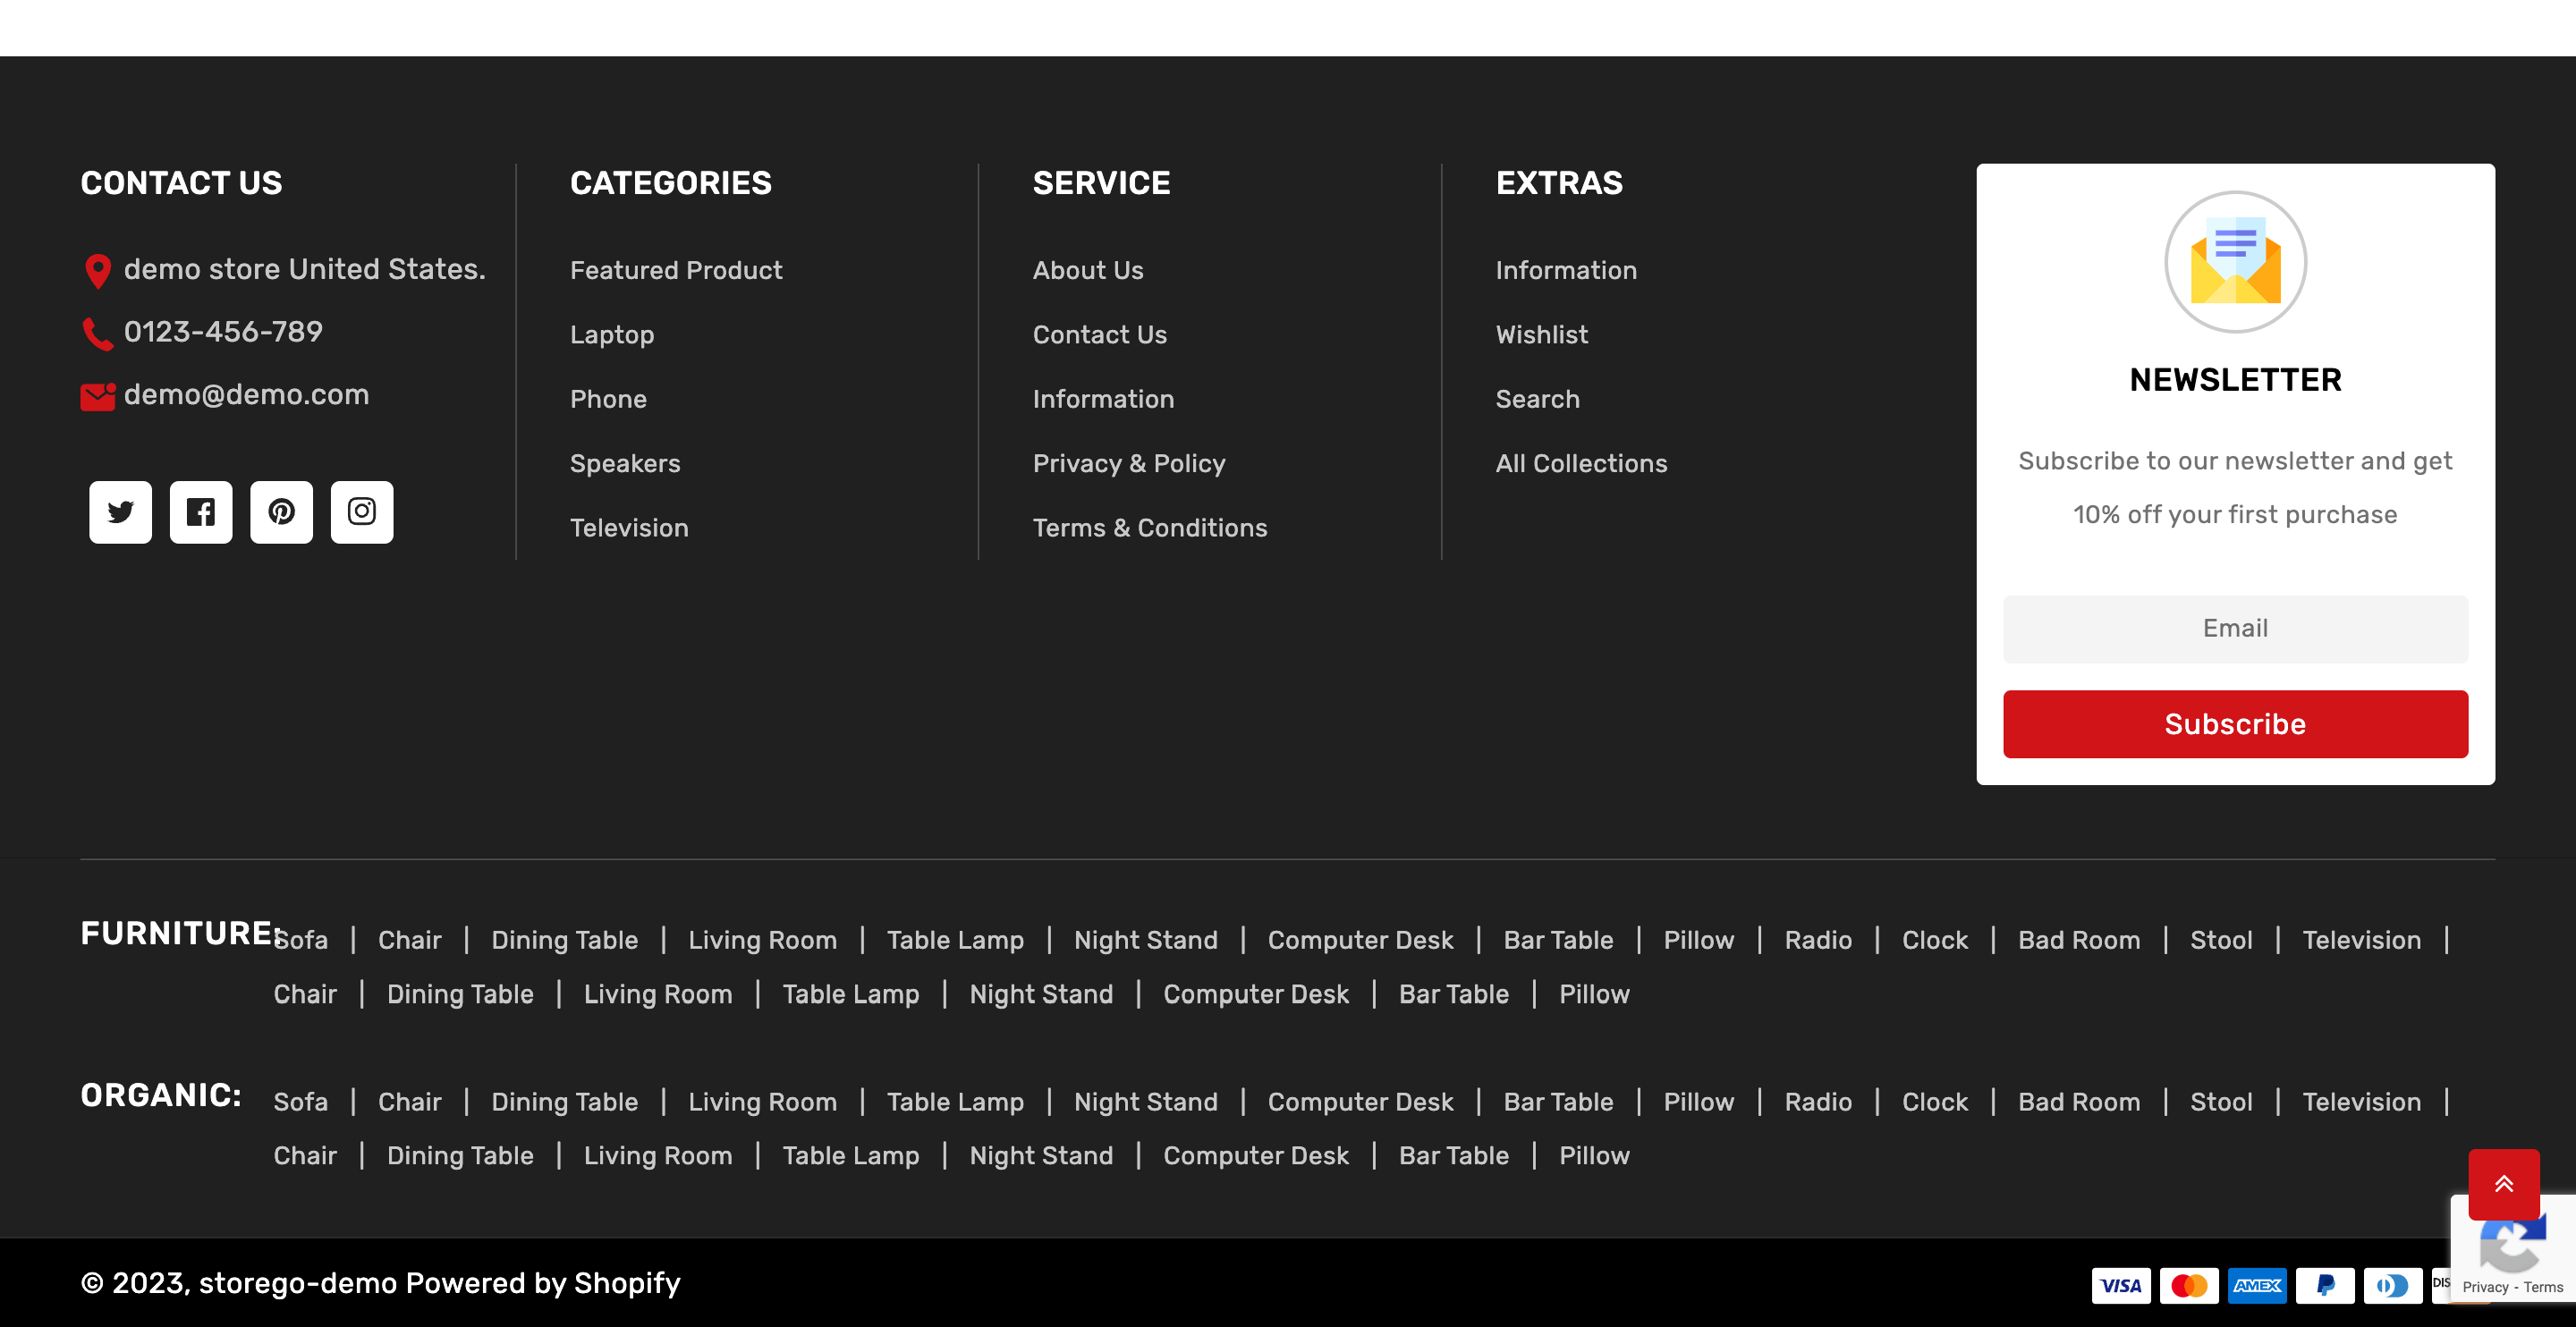 CONTACT US
demo store United States.
0123-456-789
demo@demo.com
CATEGORIES
Featured Product
Laptop
Phone
Speakers
Television
SERVICE
About Us
Contact Us
Information
Privacy & Policy
Terms & Conditions
EXTRAS
Information
Wishlist
Search
All Collections
NEWSLETTER
Subscribe to our newsletter and get
10% off your first purchase
Email
Subscribe
FURNITURE: Sofa | Chair | Dining Table | Living Room | Table Lamp | Night Stand | Computer Desk | Bar Table | Pillow | Radio | Clock | Bad Room | Stool | Television |
Chair | Dining Table | Living Room | Table Lamp | Night Stand | Computer Desk | Bar Table | Pillow
ORGANIC: Sofa | Chair | Dining Table | Living Room | Table Lamp | Night Stand | Computer Desk | Bar Table | Pillow | Radio | Clock | Bad Room | Stool | Television |
Chair | Dining Table | Living Room | Table Lamp | Night Stand | Computer Desk | Bar Table | Pillow
© 2023, storego-demo Powered by Shopify
VISA
AMEX
DIS
Privacy - Terms